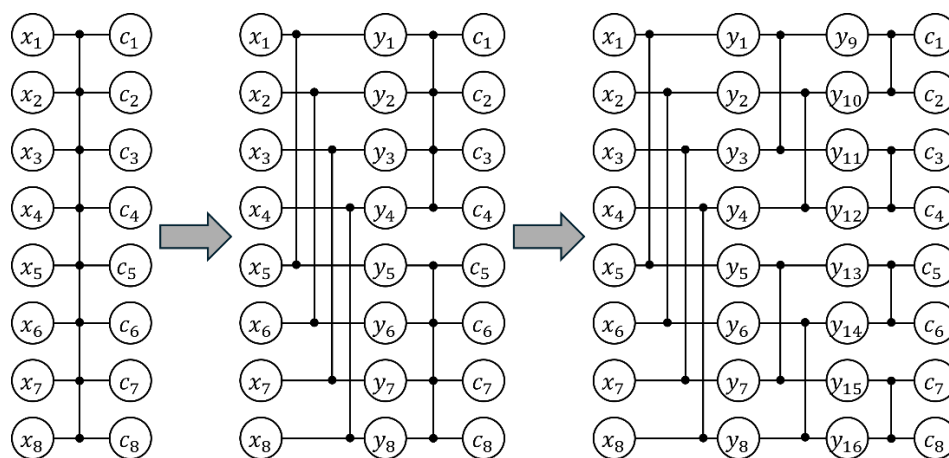 x₁ c₁ x₁ y₁ c₁ x₁ y₁ y₉ c₁
x₂ c₂ x₂ y₂ c₂ x₂ y₂ y₁₀ c₂
x₃ c₃ x₃ y₃ c₃ x₃ y₃ y₁₁ c₃
x₄ c₄ x₄ y₄ c₄ x₄ y₄ y₁₂ c₄
x₅ c₅ x₅ y₅ c₅ x₅ y₅ y₁₃ c₅
x₆ c₆ x₆ y₆ c₆ x₆ y₆ y₁₄ c₆
x₇ c₇ x₇ y₇ c₇ x₇ y₇ y₁₅ c₇
x₈ c₈ x₈ y₈ c₈ x₈ y₈ y₁₆ c₈